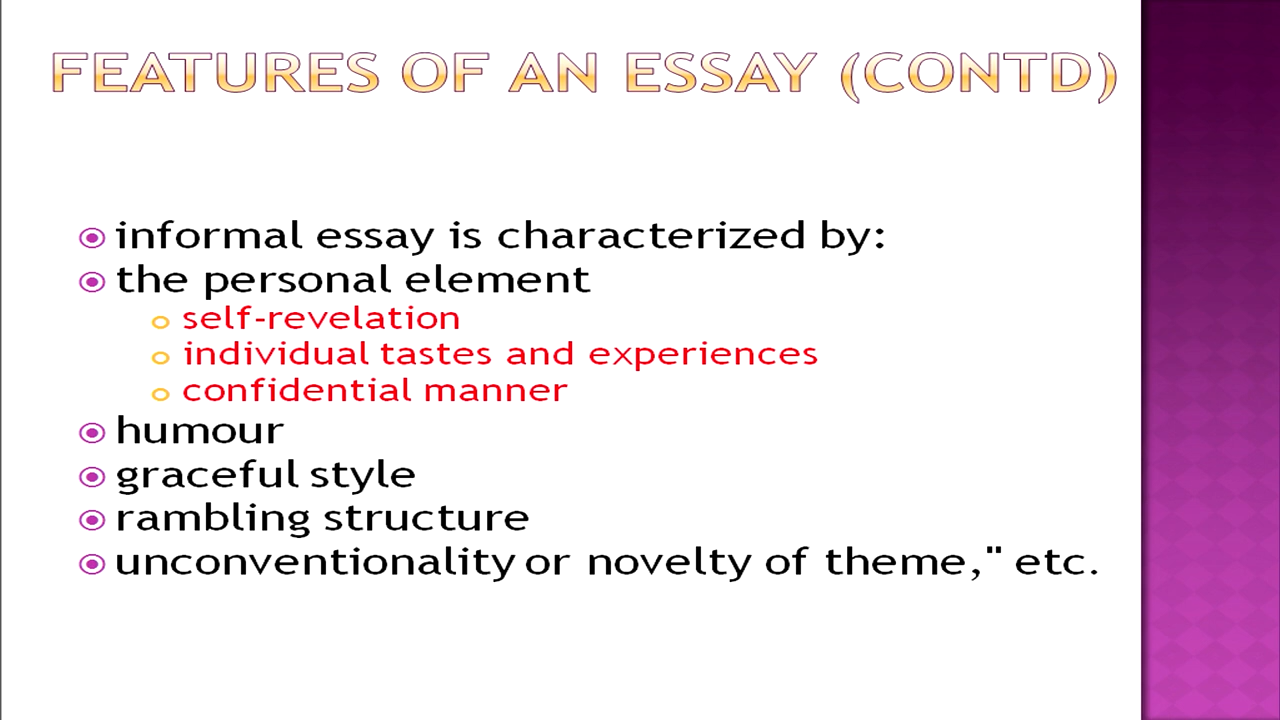 FEATURES OF AN ESSAY (CONTD)
informal essay is characterized by:
the personal element
self-revelation
individual tastes and experiences
confidential manner
humour
graceful style
rambling structure
unconventionality or novelty of theme," etc.